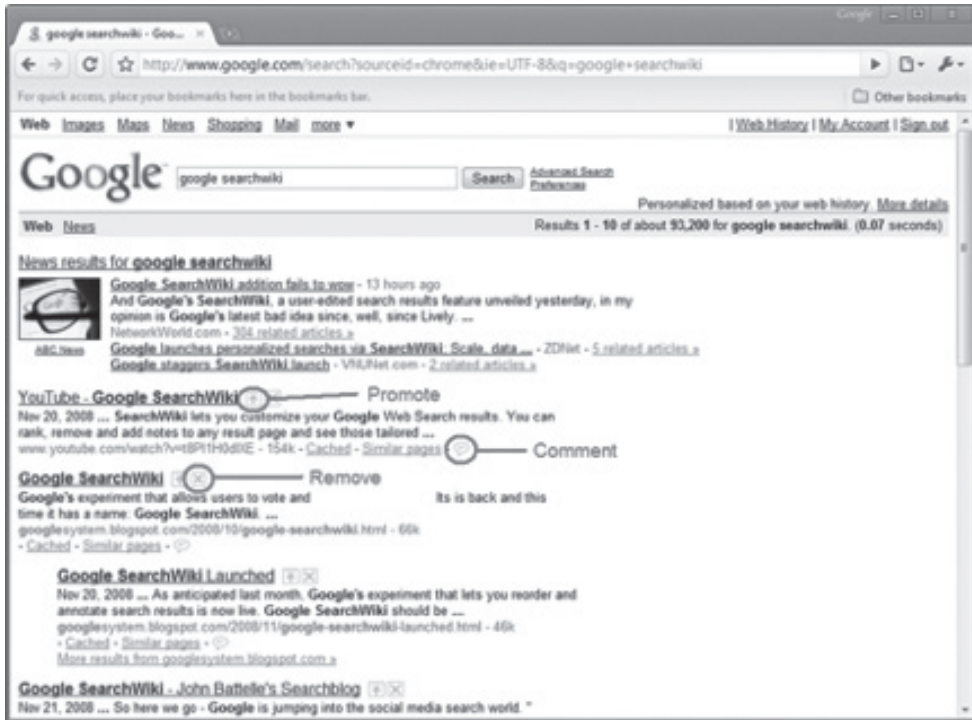 Google
google searchwiki - Goo...
http://www.google.com/search?sourceid=chrome&ie=UTF-8&q=google+searchwiki
For quick access, place your bookmarks here in the bookmarks bar.
Other bookmarks
Web Images Maps News Shopping Mail more ▼
| Web History | My Account | Sign out
Google
google searchwiki
Search
Advanced Search
Preferences
Personalized based on your web history. More details
Web News
Results 1 - 10 of about 93,200 for google searchwiki. (0.07 seconds)
News results for google searchwiki
Google SearchWiki addition fails to wow - 13 hours ago
And Google's SearchWiki, a user-edited search results feature unveiled yesterday, in my
opinion is Google's latest bad idea since, well, since Lively. ...
NetworkWorld.com - 304 related articles »
ABC News
Google launches personalized searches via SearchWiki: Scale, data ... - ZDNet - 5 related articles »
Google staggers SearchWiki launch - VNUNet.com - 2 related articles »
YouTube - Google SearchWiki
Promote
Nov 20, 2008 ... SearchWiki lets you customize your Google Web Search results. You can
rank, remove and add notes to any result page and see those tailored ...
www.youtube.com/watch?v= - 154k - Cached - Similar pages -
Comment
Google SearchWiki
Remove
Google's experiment that allows users to vote and lts is back and this
time it has a name: Google SearchWiki. ...
googlesystem.blogspot.com/2008/10/google-searchwiki.html - 66k
- Cached - Similar pages -
Google SearchWiki Launched
Nov 20, 2008 ... As anticipated last month, Google's experiment that lets you reorder and
annotate search results is now live. Google SearchWiki should be ...
googlesystem.blogspot.com/2008/11/google-searchwiki-launched.html - 46k
- Cached - Similar pages -
More results from googlesystem.blogspot.com »
Google SearchWiki - John Battelle's Searchblog
Nov 21, 2008 ... So here we go - Google is jumping into the social media search world. "